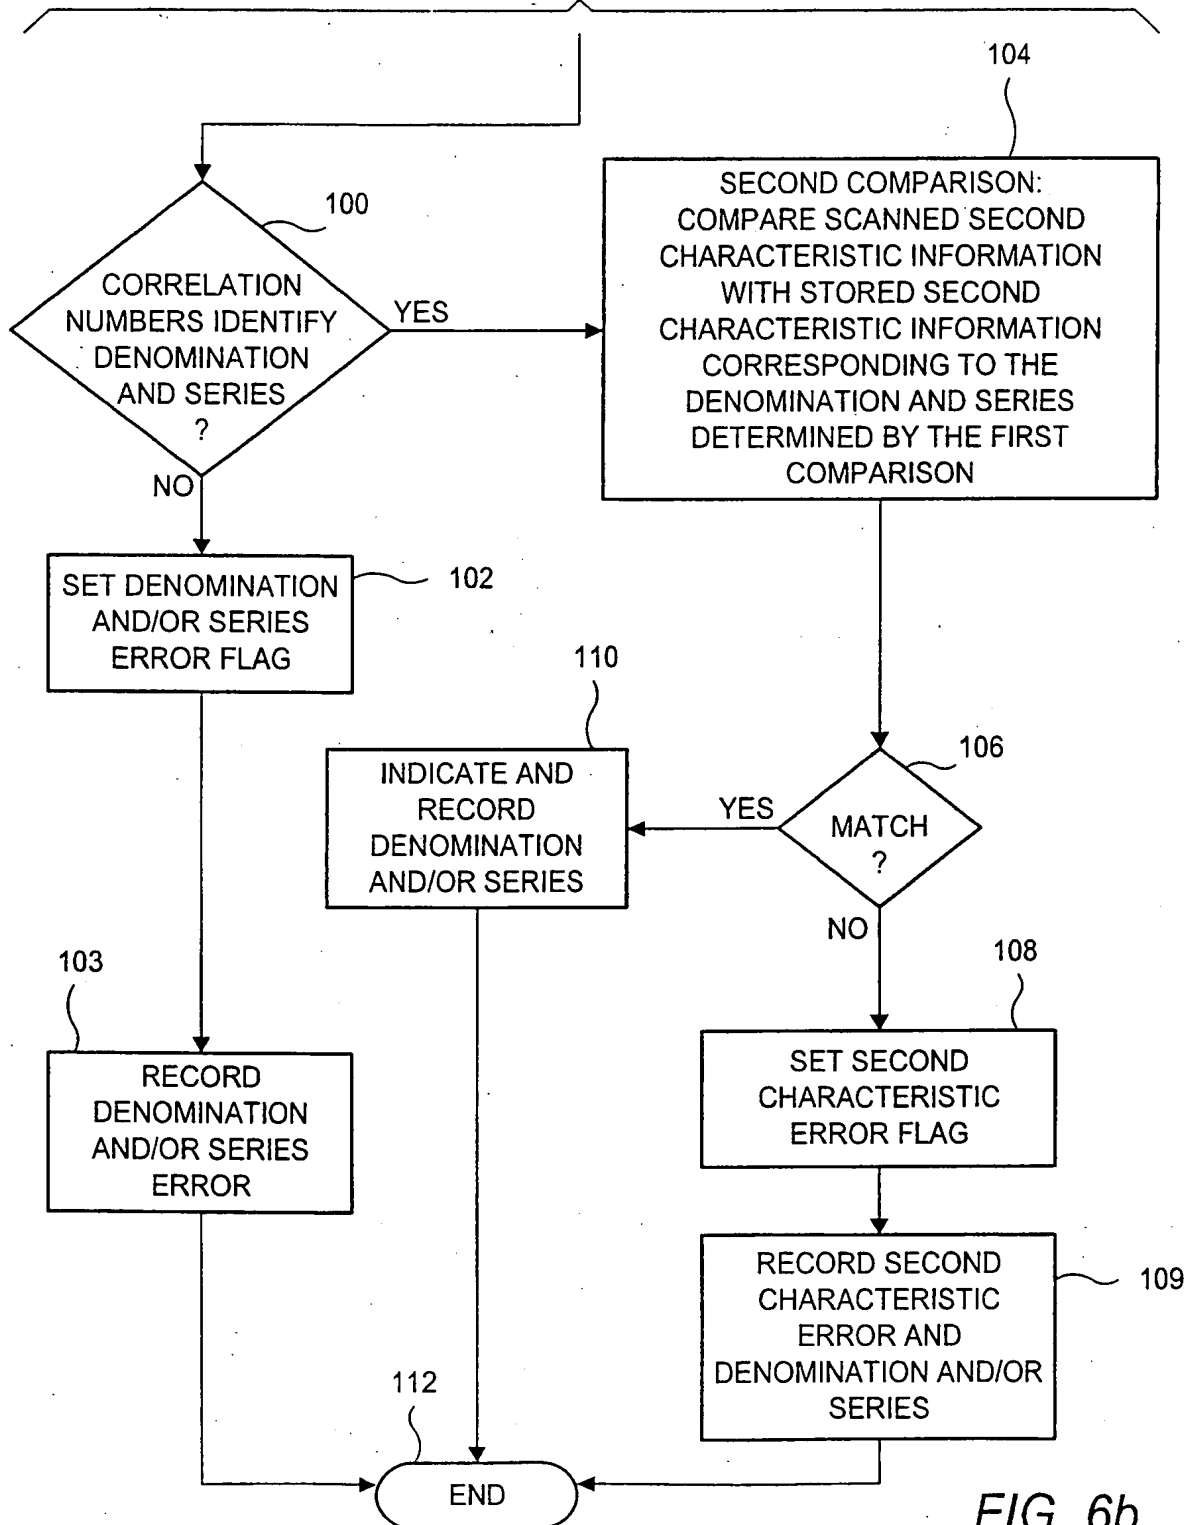 104
100
CORRELATION
NUMBERS IDENTIFY
DENOMINATION
AND SERIES
?
YES
NO
SECOND COMPARISON:
COMPARE SCANNED SECOND
CHARACTERISTIC INFORMATION
WITH STORED SECOND
CHARACTERISTIC INFORMATION
CORRESPONDING TO THE
DENOMINATION AND SERIES
DETERMINED BY THE FIRST
COMPARISON
102
SET DENOMINATION
AND/OR SERIES
ERROR FLAG
110
INDICATE AND
RECORD
DENOMINATION
AND/OR SERIES
106
YES
MATCH
?
NO
103
RECORD
DENOMINATION
AND/OR SERIES
ERROR
108
SET SECOND
CHARACTERISTIC
ERROR FLAG
109
RECORD SECOND
CHARACTERISTIC
ERROR AND
DENOMINATION AND/OR
SERIES
112
END
FIG. 6b